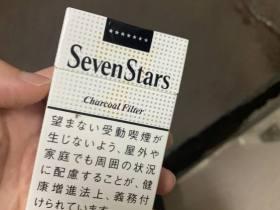 ★★★★★★★
SevenStars
Charcoal Filter
望まない受動喫煙が
生じないよう、屋外や
家庭でも周囲の状況
に配慮することが、健
康増進法上、義務付
けられています。